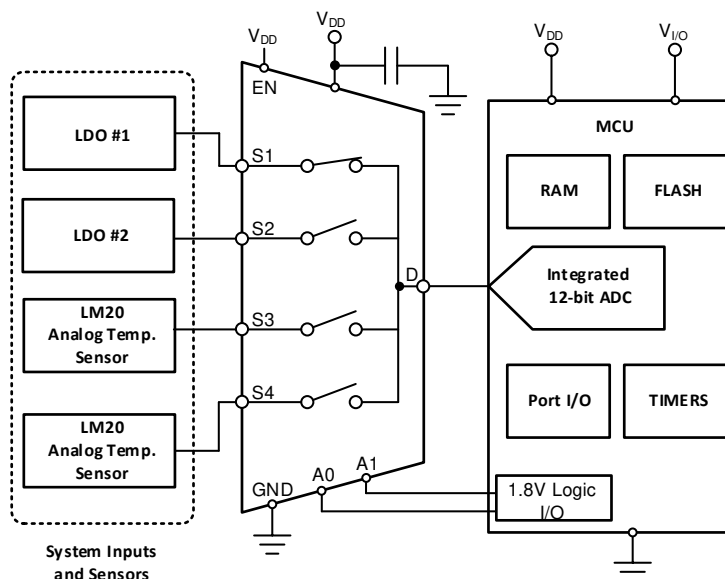 VDD
VDD
EN
VDD
VI/O
LDO #1
LDO #2
LM20
Analog Temp.
Sensor
LM20
Analog Temp.
Sensor
System Inputs
and Sensors
S1
S2
S3
S4
D
GND
A0
A1
MCU
RAM
FLASH
Integrated
12-bit ADC
Port I/O
TIMERS
1.8V Logic
I/O